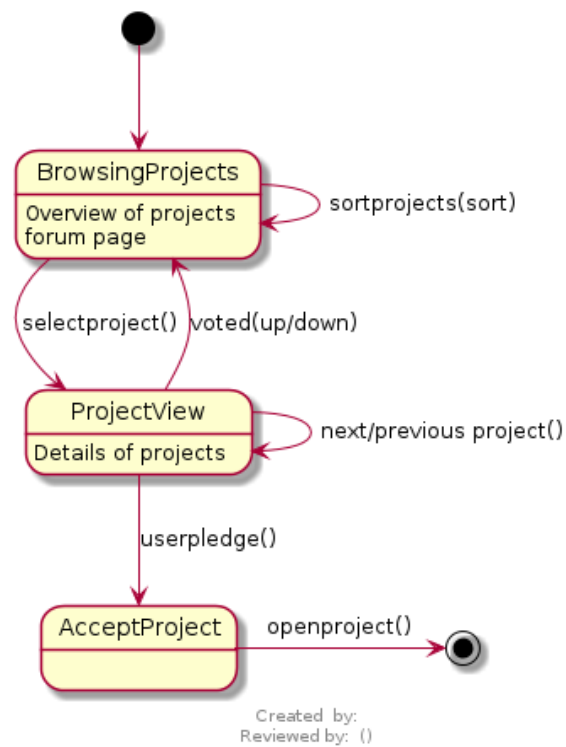 BrowsingProjects
Overview of projects
forum page
sortprojects(sort)
selectproject()
voted(up/down)
ProjectView
Details of projects
next/previous project()
userpledge()
AcceptProject
openproject()
Created by:
Reviewed by: ()